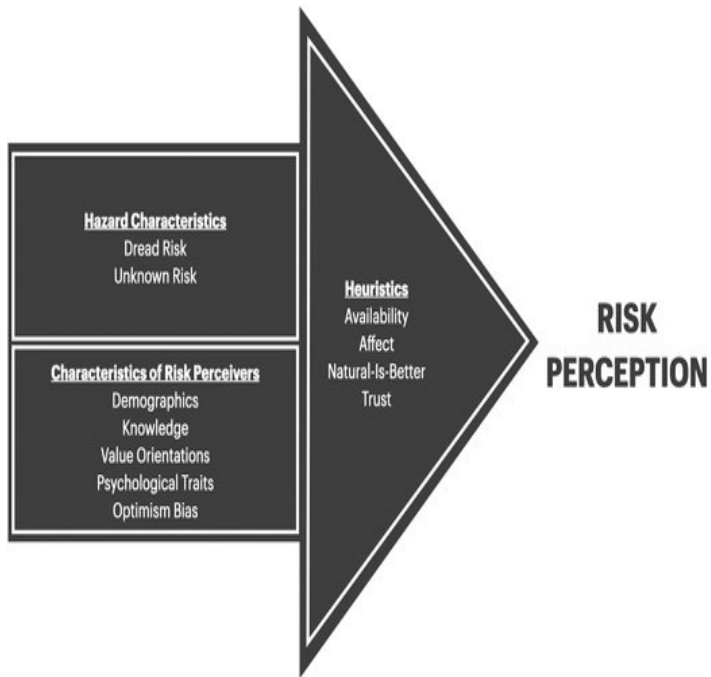 Hazard Characteristics
Dread Risk
Unknown Risk
Characteristics of Risk Perceivers
Demographics
Knowledge
Value Orientations
Psychological Traits
Optimism Bias
Heuristics
Availability
Affect
Natural-Is-Better
Trust
RISK
PERCEPTION